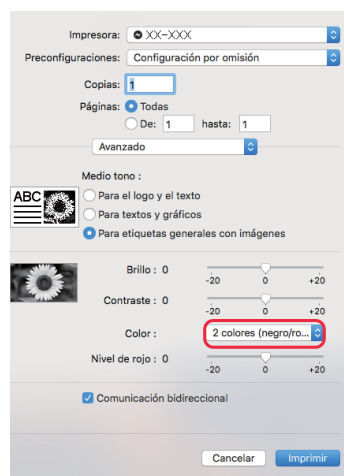 Impresora: XX-XXX
Preconfiguraciones: Configuración por omisión
Copias: 1
Páginas: Todas
De: 1 hasta: 1
Avanzado
Medio tono :
ABC
Para el logo y el texto
Para textos y gráficos
Para etiquetas generales con imágenes
Brillo : 0
-20 0 +20
Contraste : 0
-20 0 +20
Color : 2 colores (negro/ro...
Nivel de rojo : 0
-20 0 +20
Comunicación bidireccional
Cancelar Imprimir